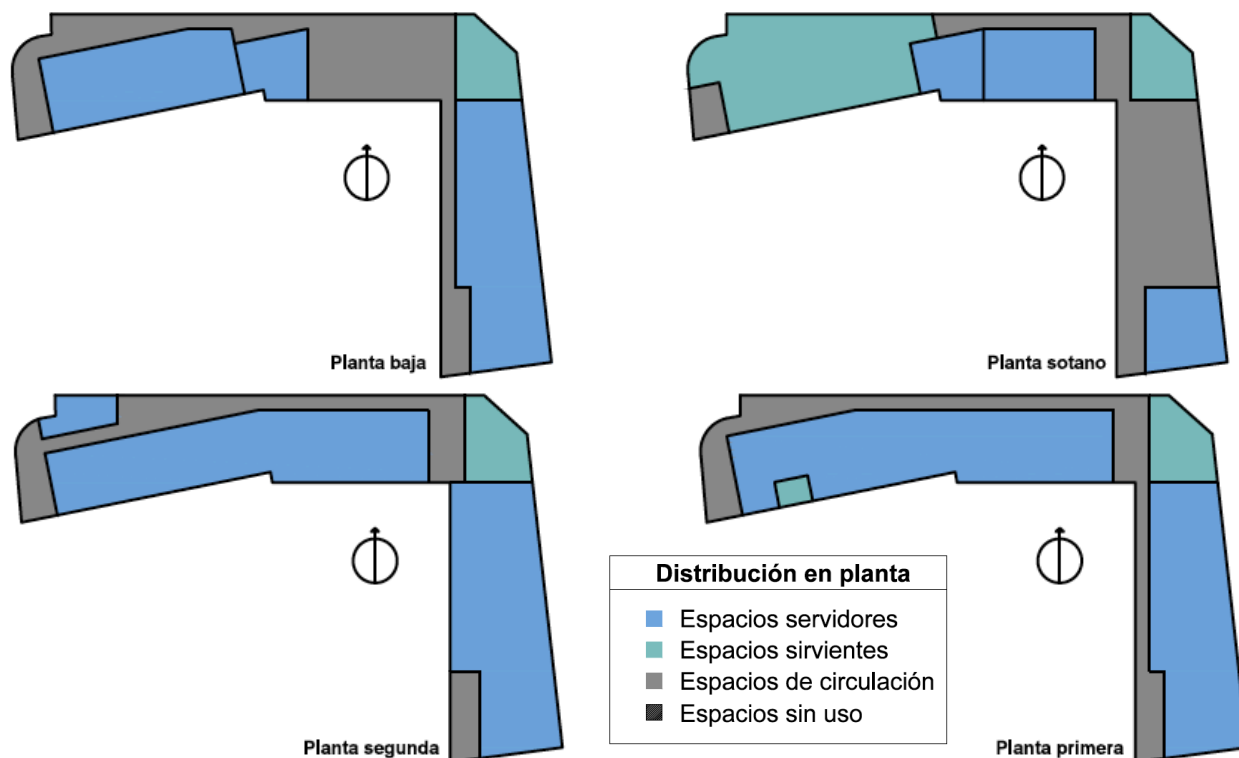 Planta baja
Planta sotano
Planta segunda
Distribución en planta
Espacios servidores
Espacios sirvientes
Espacios de circulación
Espacios sin uso
Planta primera